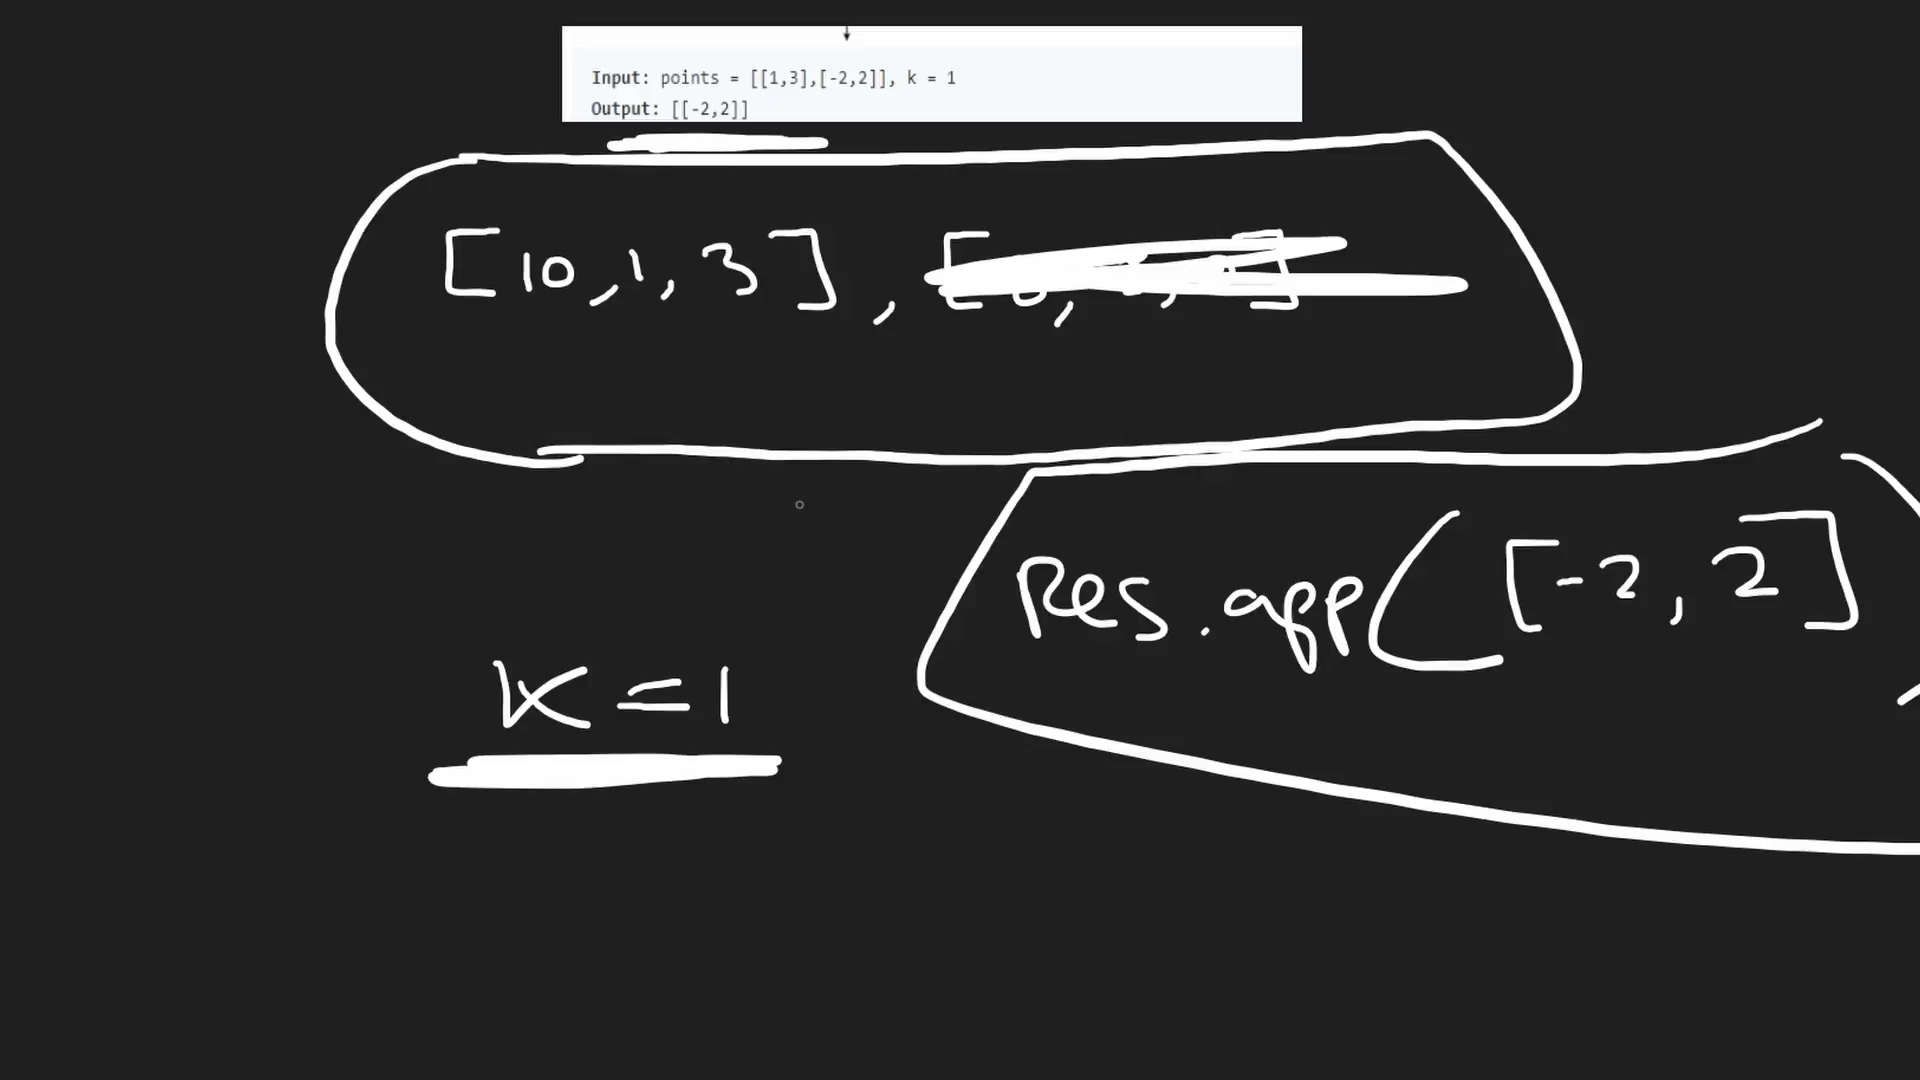 Input: points = [[1,3],[-2,2]], k = 1
Output: [[-2,2]]
[10,1,3],
Res.app([-2,2]
K=1